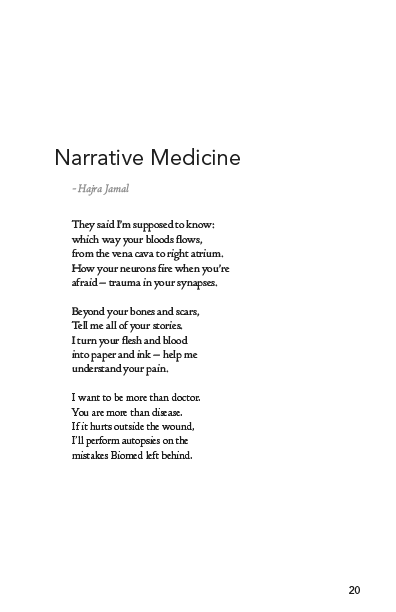 Narrative Medicine
- Hajra Jamal
They said I'm supposed to know:
which way your bloods flows,
from the vena cava to right atrium.
How your neurons fire when you're
afraid — trauma in your synapses.
Beyond your bones and scars,
Tell me all of your stories.
I turn your flesh and blood
into paper and ink — help me
understand your pain.
I want to be more than doctor.
You are more than disease.
If it hurts outside the wound,
I'll perform autopsies on the
mistakes Biomed left behind.
20